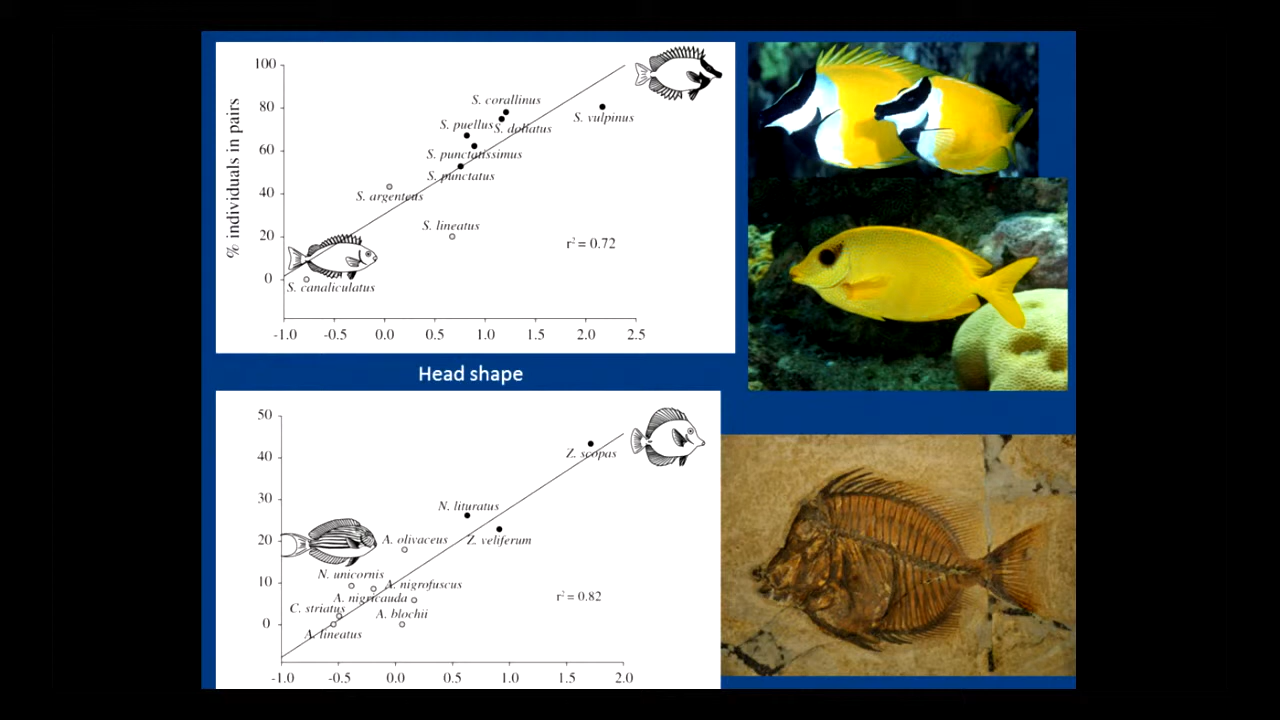 100
80
60
40
20
0
% individuals in pairs
S. corallinus
S. puellus
S. doliatus
S. vulpinus
S. punctatissimus
S. punctatus
S. argenteus
S. lineatus
r² = 0.72
S. canaliculatus
-1.0 -0.5 0.0 0.5 1.0 1.5 2.0 2.5
Head shape
50
40
30
20
10
0
Z. scopas
N. lituratus
Z. veliferum
A. olivaceus
N. unicornis
A. nigrofuscus
A. nigricauda
C. striatus
A. blochii
A. lineatus
r² = 0.82
-1.0 -0.5 0.0 0.5 1.0 1.5 2.0